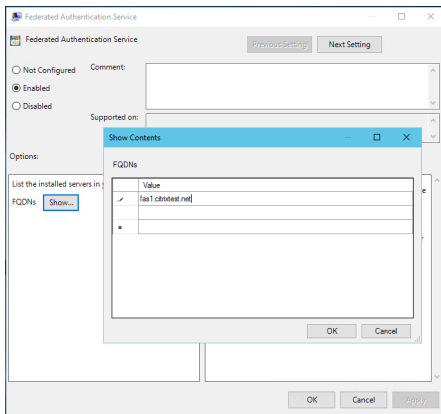 Federated Authentication Service
Federated Authentication Service
Previous Setting
Next Setting
Not Configured
Comment:
Enabled
Disabled
Supported on:
Options:
Show Contents
FQDNs
Value
fas1.citrixtest.net
*
OK
Cancel
List the installed servers in
FQDNs
Show...
OK
Cancel
Apply